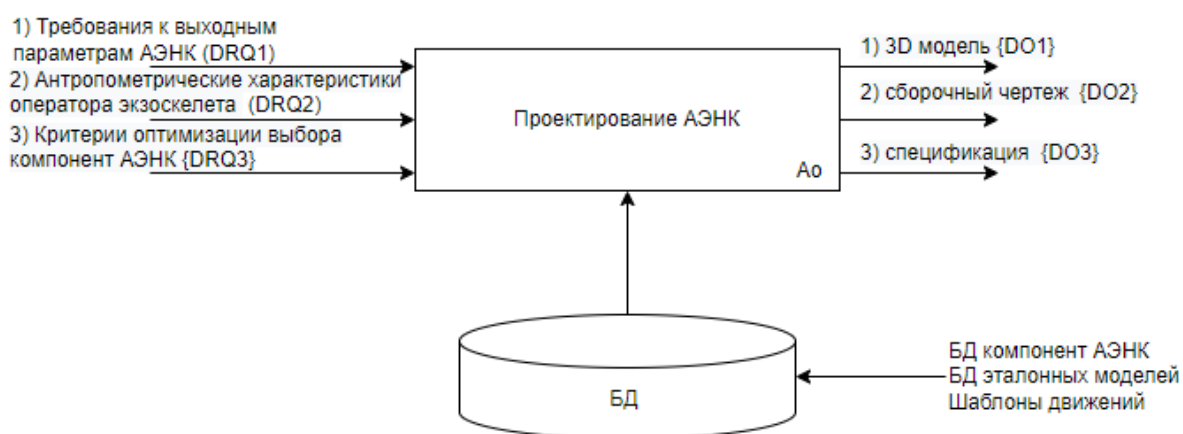 1) Требования к выходным
параметрам АЭНК (DRQ1)
2) Антропометрические характеристики
оператора экзоскелета (DRQ2)
3) Критерии оптимизации выбора
компонент АЭНК {DRQ3}
Проектирование АЭНК
Ао
1) 3D модель {DO1}
2) сборочный чертеж {DO2}
3) спецификация {DO3}
БД
БД компонент АЭНК
БД эталонных моделей
Шаблоны движений